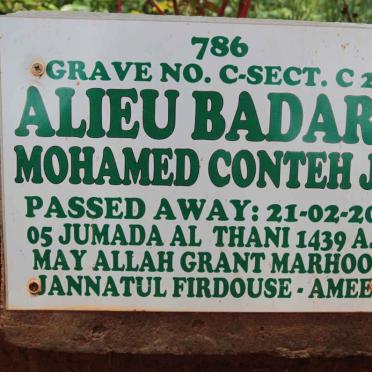 786
GRAVE NO. C-SECT. C 2
ALIEU BADAR
MOHAMED CONTEH J
PASSED AWAY: 21-02-20
05 JUMADA AL THANI 1439 A.
MAY ALLAH GRANT MARHOO
JANNATUL FIRDOUSE - AMEE